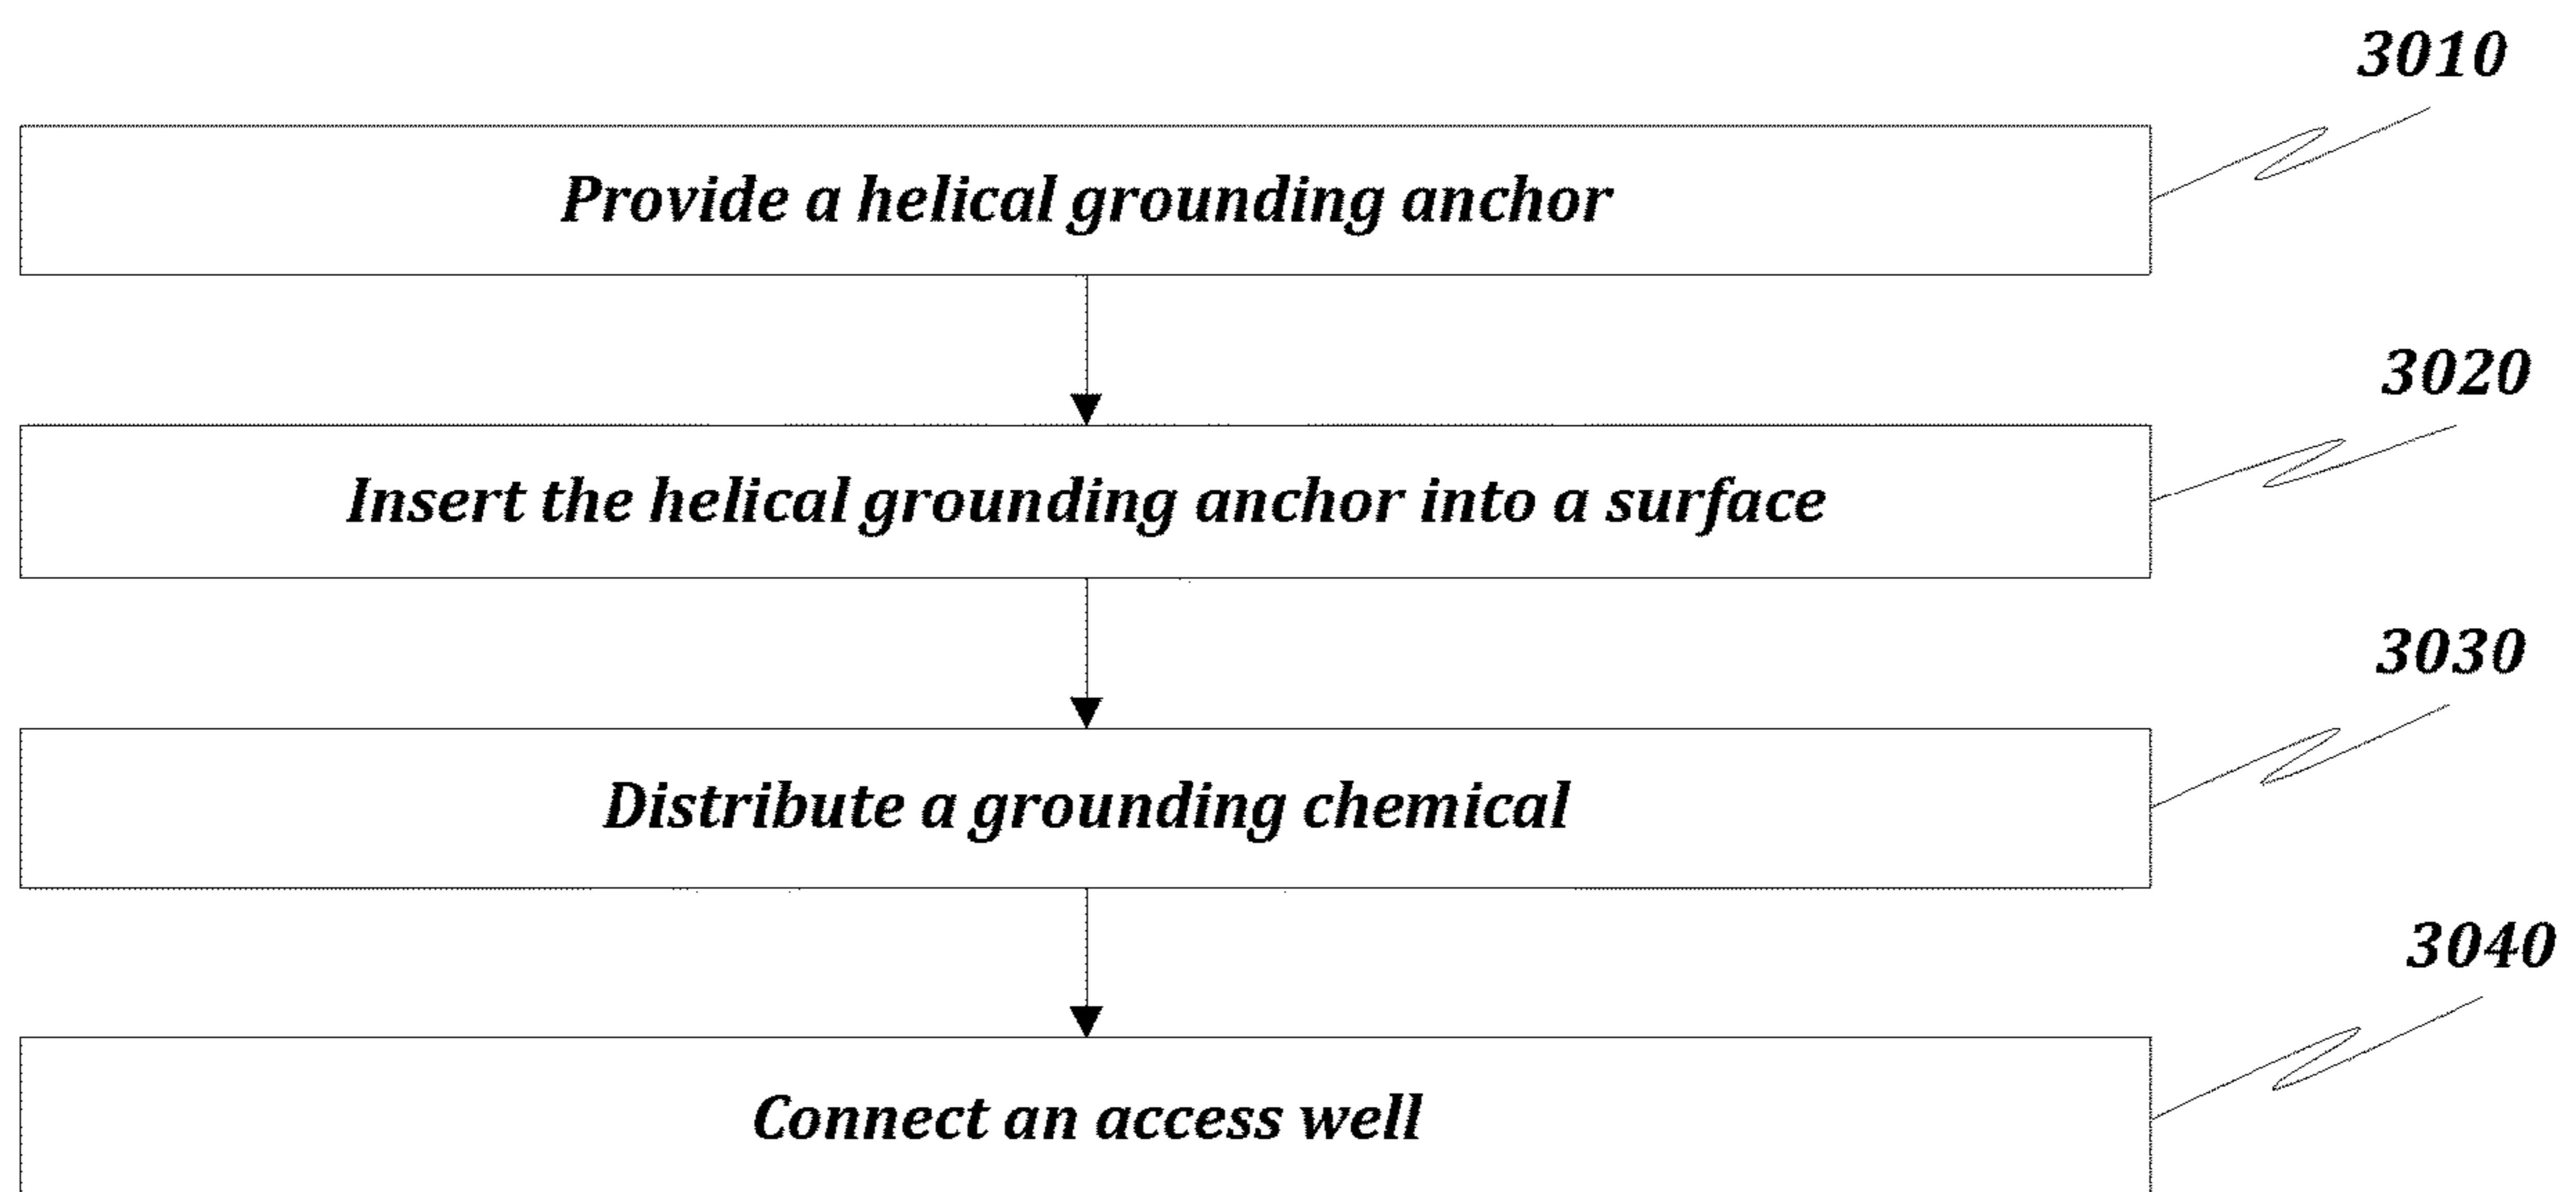 3010
Provide a helical grounding anchor
3020
Insert the helical grounding anchor into a surface
3030
Distribute a grounding chemical
3040
Connect an access well